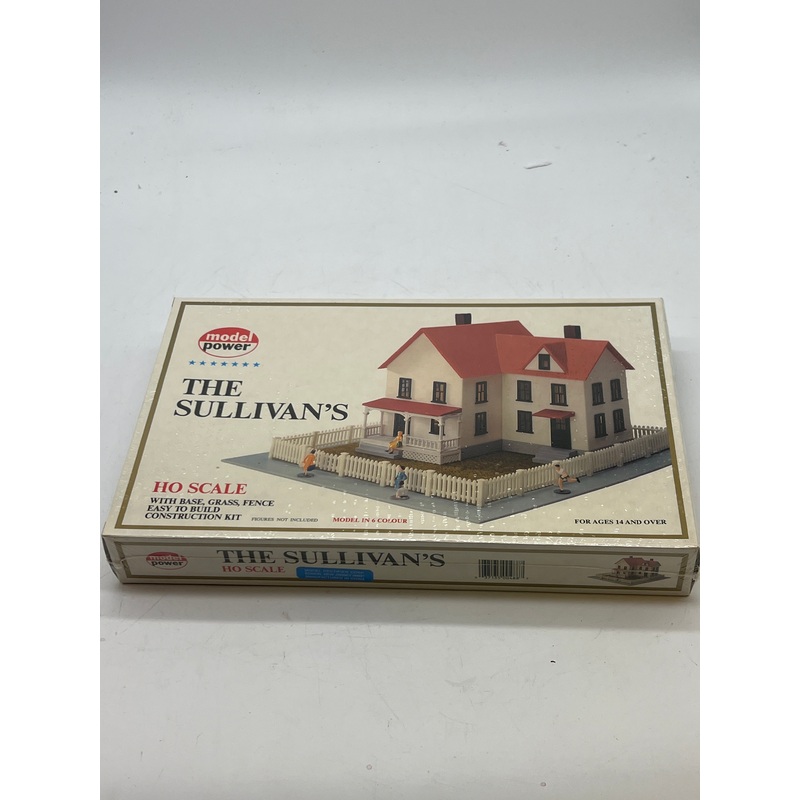 model
power
THE
SULLIVAN'S
HO SCALE
WITH BASE, GRASS, FENCE
EASY TO BUILD
CONSTRUCTION KIT
FIGURES NOT INCLUDED
MODEL IN 6 COLOUR
FOR AGES 14 AND OVER
model
power
THE SULLIVAN'S
HO SCALE